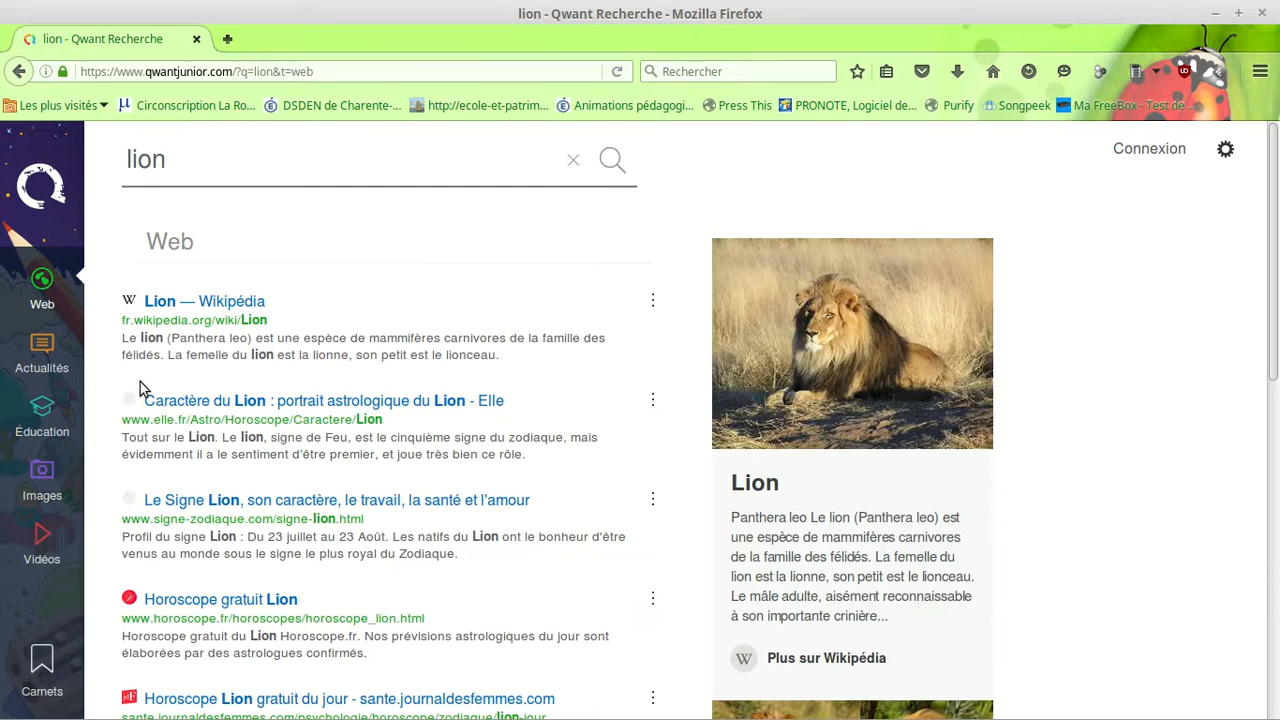 lion - Qwant Recherche - Mozilla Firefox
lion - Qwant Recherche
https://www.qwantjunior.com/?q=lion&t=web
Rechercher
Les plus visités
Circonscription La Ro...
DSDEN de Charente-...
http://ecole-et-patrim...
Animations pédagogi...
Press This
PRONOTE, Logiciel de...
Purify
Songpeek
Ma FreeBox - Test de ...
lion
Connexion
Web
Web
Actualités
Éducation
Images
Vidéos
Carnets
Lion — Wikipédia
fr.wikipedia.org/wiki/Lion
Le lion (Panthera leo) est une espèce de mammifères carnivores de la famille des
félidés. La femelle du lion est la lionne, son petit est le lionceau.
Caractère du Lion : portrait astrologique du Lion - Elle
www.elle.fr/Astro/Horoscope/Caractere/Lion
Tout sur le Lion. Le lion, signe de Feu, est le cinquième signe du zodiaque, mais
évidemment il a le sentiment d'être premier, et joue très bien ce rôle.
Le Signe Lion, son caractère, le travail, la santé et l'amour
www.signe-zodiaque.com/signe-lion.html
Profil du signe Lion : Du 23 juillet au 23 Août. Les natifs du Lion ont le bonheur d'être
venus au monde sous le signe le plus royal du Zodiaque.
Horoscope gratuit Lion
www.horoscope.fr/horoscopes/horoscope_lion.html
Horoscope gratuit du Lion Horoscope.fr. Nos prévisions astrologiques du jour sont
élaborées par des astrologues confirmés.
Horoscope Lion gratuit du jour - sante.journaldesfemmes.com
sante.journaldesfemmes.com/psychologie/horoscope/zodiaque/lion-jour
Lion
Panthera leo Le lion (Panthera leo) est
une espèce de mammifères carnivores
de la famille des félidés. La femelle du
lion est la lionne, son petit est le lionceau.
Le mâle adulte, aisément reconnaissable
à son importante crinière...
W Plus sur Wikipédia